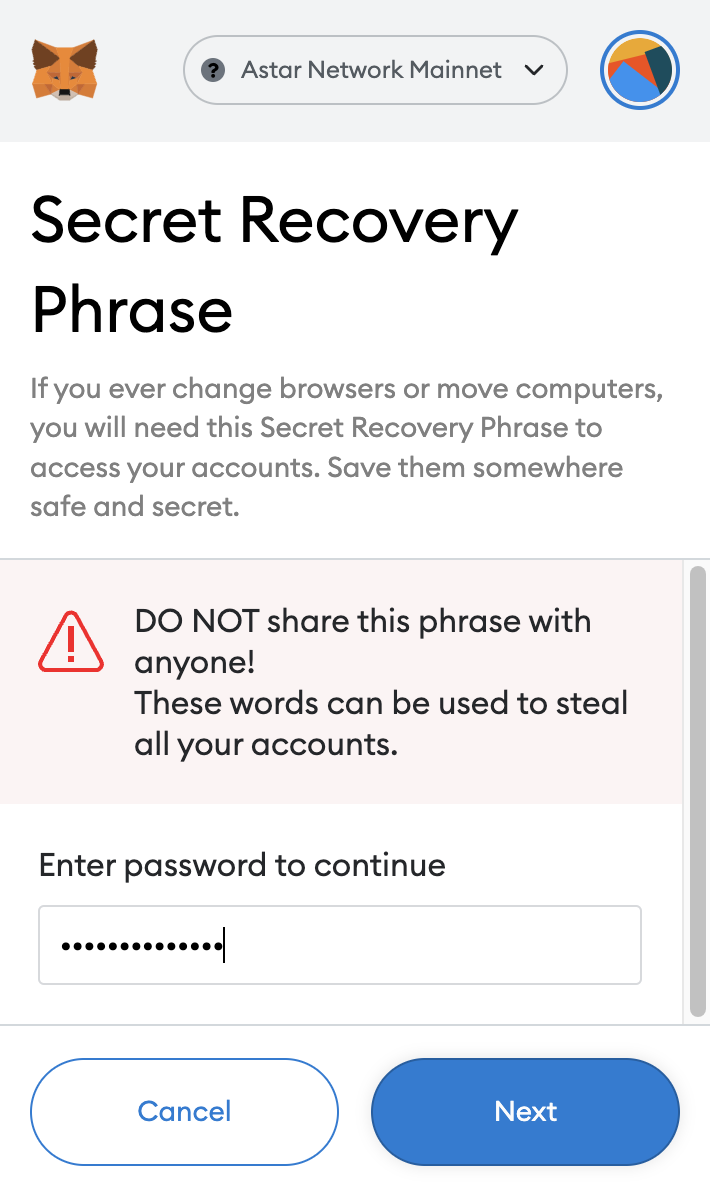 ? Astar Network Mainnet
Secret Recovery
Phrase
If you ever change browsers or move computers,
you will need this Secret Recovery Phrase to
access your accounts. Save them somewhere
safe and secret.
DO NOT share this phrase with
anyone!
These words can be used to steal
all your accounts.
Enter password to continue
••••••••••••••
Cancel Next